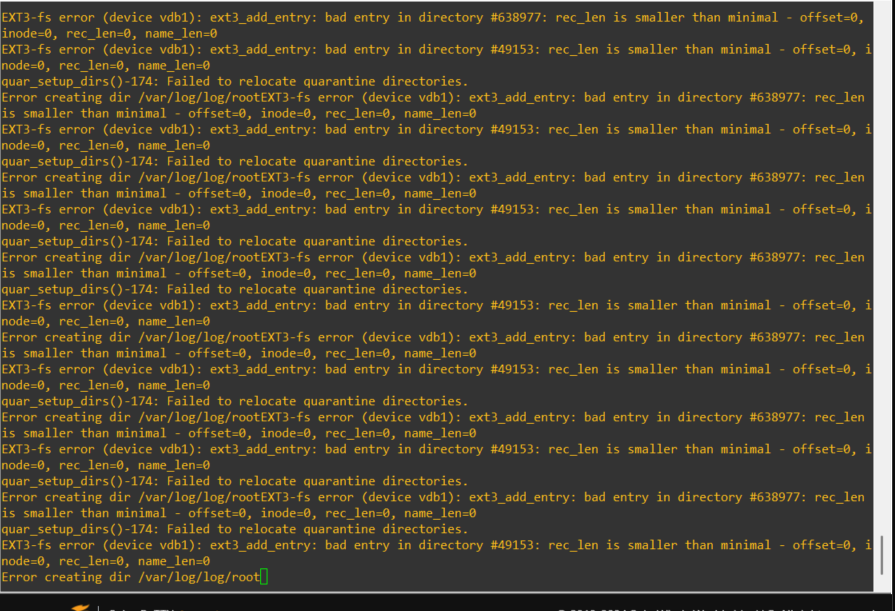 EXT3-fs error (device vdb1): ext3_add_entry: bad entry in directory #638977: rec_len is smaller than minimal - offset=0,
inode=0, rec_len=0, name_len=0
EXT3-fs error (device vdb1): ext3_add_entry: bad entry in directory #49153: rec_len is smaller than minimal - offset=0, i
node=0, rec_len=0, name_len=0
quar_setup_dirs()-174: Failed to relocate quarantine directories.
Error creating dir /var/log/log/rootEXT3-fs error (device vdb1): ext3_add_entry: bad entry in directory #638977: rec_len
is smaller than minimal - offset=0, inode=0, rec_len=0, name_len=0
EXT3-fs error (device vdb1): ext3_add_entry: bad entry in directory #49153: rec_len is smaller than minimal - offset=0, i
node=0, rec_len=0, name_len=0
quar_setup_dirs()-174: Failed to relocate quarantine directories.
Error creating dir /var/log/log/rootEXT3-fs error (device vdb1): ext3_add_entry: bad entry in directory #638977: rec_len
is smaller than minimal - offset=0, inode=0, rec_len=0, name_len=0
EXT3-fs error (device vdb1): ext3_add_entry: bad entry in directory #49153: rec_len is smaller than minimal - offset=0, i
node=0, rec_len=0, name_len=0
quar_setup_dirs()-174: Failed to relocate quarantine directories.
Error creating dir /var/log/log/rootEXT3-fs error (device vdb1): ext3_add_entry: bad entry in directory #638977: rec_len
is smaller than minimal - offset=0, inode=0, rec_len=0, name_len=0
quar_setup_dirs()-174: Failed to relocate quarantine directories.
EXT3-fs error (device vdb1): ext3_add_entry: bad entry in directory #49153: rec_len is smaller than minimal - offset=0, i
node=0, rec_len=0, name_len=0
Error creating dir /var/log/log/rootEXT3-fs error (device vdb1): ext3_add_entry: bad entry in directory #638977: rec_len
is smaller than minimal - offset=0, inode=0, rec_len=0, name_len=0
EXT3-fs error (device vdb1): ext3_add_entry: bad entry in directory #49153: rec_len is smaller than minimal - offset=0, i
node=0, rec_len=0, name_len=0
quar_setup_dirs()-174: Failed to relocate quarantine directories.
Error creating dir /var/log/log/rootEXT3-fs error (device vdb1): ext3_add_entry: bad entry in directory #638977: rec_len
is smaller than minimal - offset=0, inode=0, rec_len=0, name_len=0
EXT3-fs error (device vdb1): ext3_add_entry: bad entry in directory #49153: rec_len is smaller than minimal - offset=0, i
node=0, rec_len=0, name_len=0
quar_setup_dirs()-174: Failed to relocate quarantine directories.
Error creating dir /var/log/log/rootEXT3-fs error (device vdb1): ext3_add_entry: bad entry in directory #638977: rec_len
is smaller than minimal - offset=0, inode=0, rec_len=0, name_len=0
quar_setup_dirs()-174: Failed to relocate quarantine directories.
EXT3-fs error (device vdb1): ext3_add_entry: bad entry in directory #49153: rec_len is smaller than minimal - offset=0, i
node=0, rec_len=0, name_len=0
Error creating dir /var/log/log/root